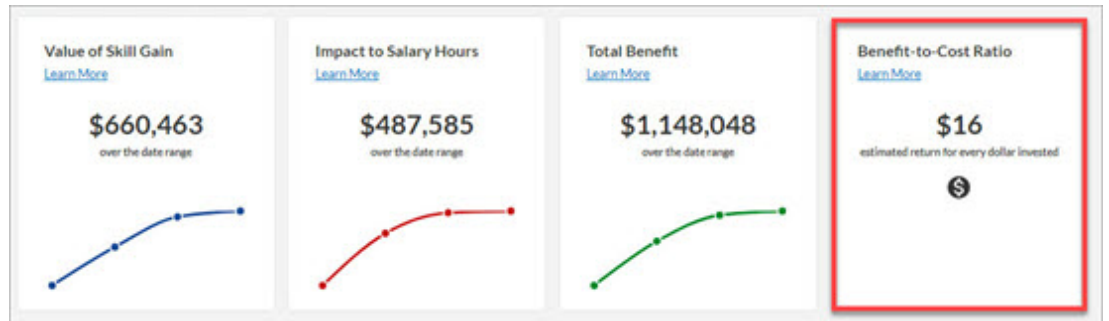 Value of Skill Gain
Learn More
$660,463
over the date range
Impact to Salary Hours
Learn More
$487,585
over the date range
Total Benefit
Learn More
$1,148,048
over the date range
Benefit-to-Cost Ratio
Learn More
$16
estimated return for every dollar invested
$